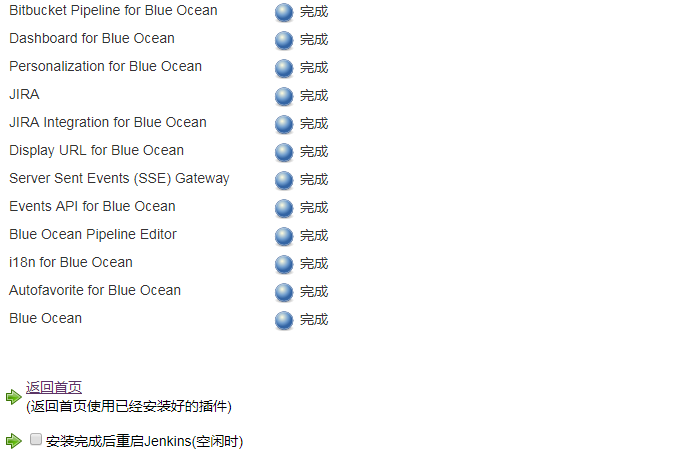 Bitbucket Pipeline for Blue Ocean 完成
Dashboard for Blue Ocean 完成
Personalization for Blue Ocean 完成
JIRA 完成
JIRA Integration for Blue Ocean 完成
Display URL for Blue Ocean 完成
Server Sent Events (SSE) Gateway 完成
Events API for Blue Ocean 完成
Blue Ocean Pipeline Editor 完成
i18n for Blue Ocean 完成
Autofavorite for Blue Ocean 完成
Blue Ocean 完成
返回首页
(返回首页使用已经安装好的插件)
安装完成后重启Jenkins(空闲时)